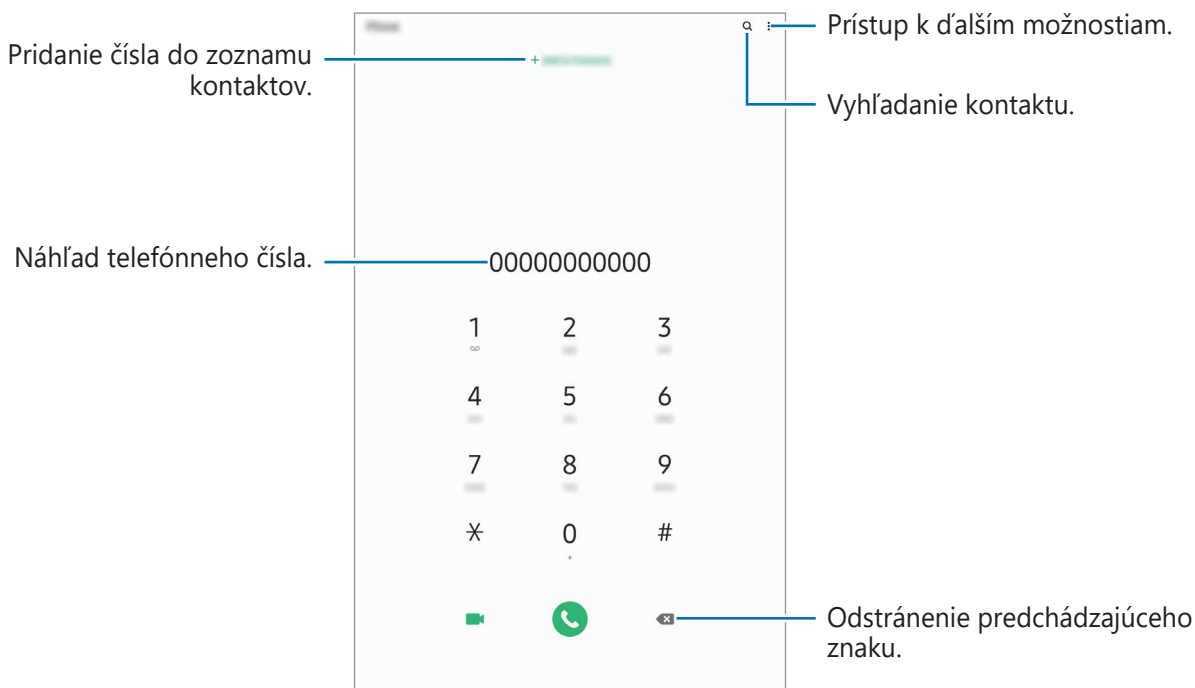 Prístup k ďalším možnostiam.
Pridanie čísla do zoznamu
kontaktov.
+
Vyhľadanie kontaktu.
Náhľad telefónneho čísla.
00000000000
1 2 3
4 5 6
7 8 9
* 0 #
+
Odstránenie predchádzajúceho
znaku.